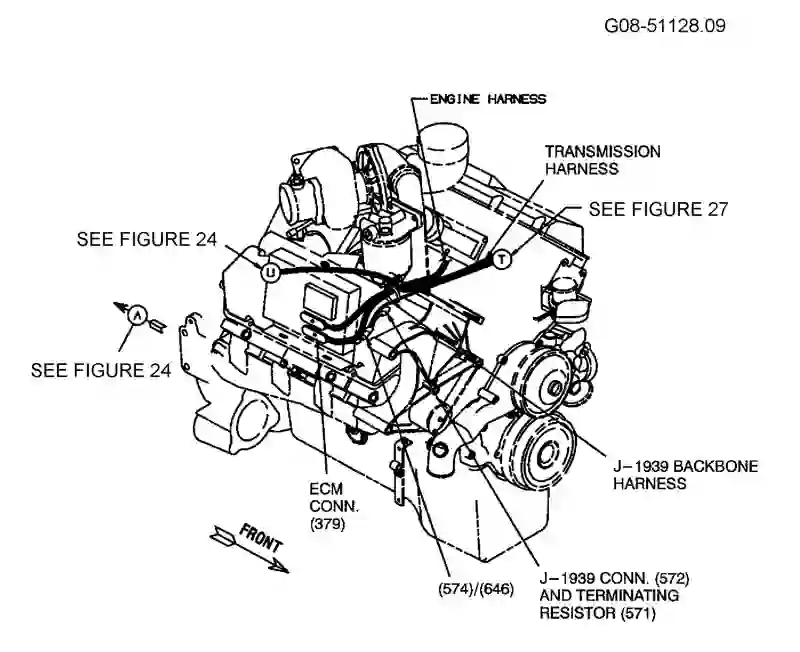 G08-51128.09
ENGINE HARNESS
TRANSMISSION
HARNESS
SEE FIGURE 27
SEE FIGURE 24
U
T
A
SEE FIGURE 24
J-1939 BACKBONE
HARNESS
ECM
CONN.
(379)
FRONT
(574)/(646)
J-1939 CONN. (572)
AND TERMINATING
RESISTOR (571)